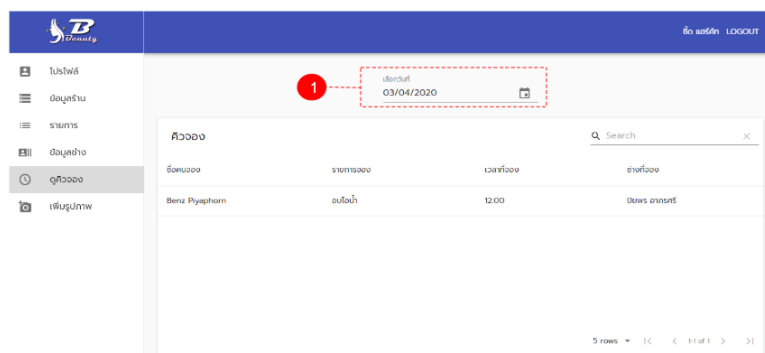 B
Beauty
ซี้ด แฮร์คัท LOGOUT
โปรไฟล์
ข้อมูลร้าน
รายการ
ข้อมูลช่าง
ดูคิวจอง
เพิ่มรูปภาพ
1
เลือกวันที่
03/04/2020
คิวจอง
Search
ชื่อคนจอง รายการจอง เวลาที่จอง ช่างที่จอง
Benz Piyaphorn อบไอน้ำ 12:00 ปิยพร อาภรศรี
5 rows 1-1 of 1